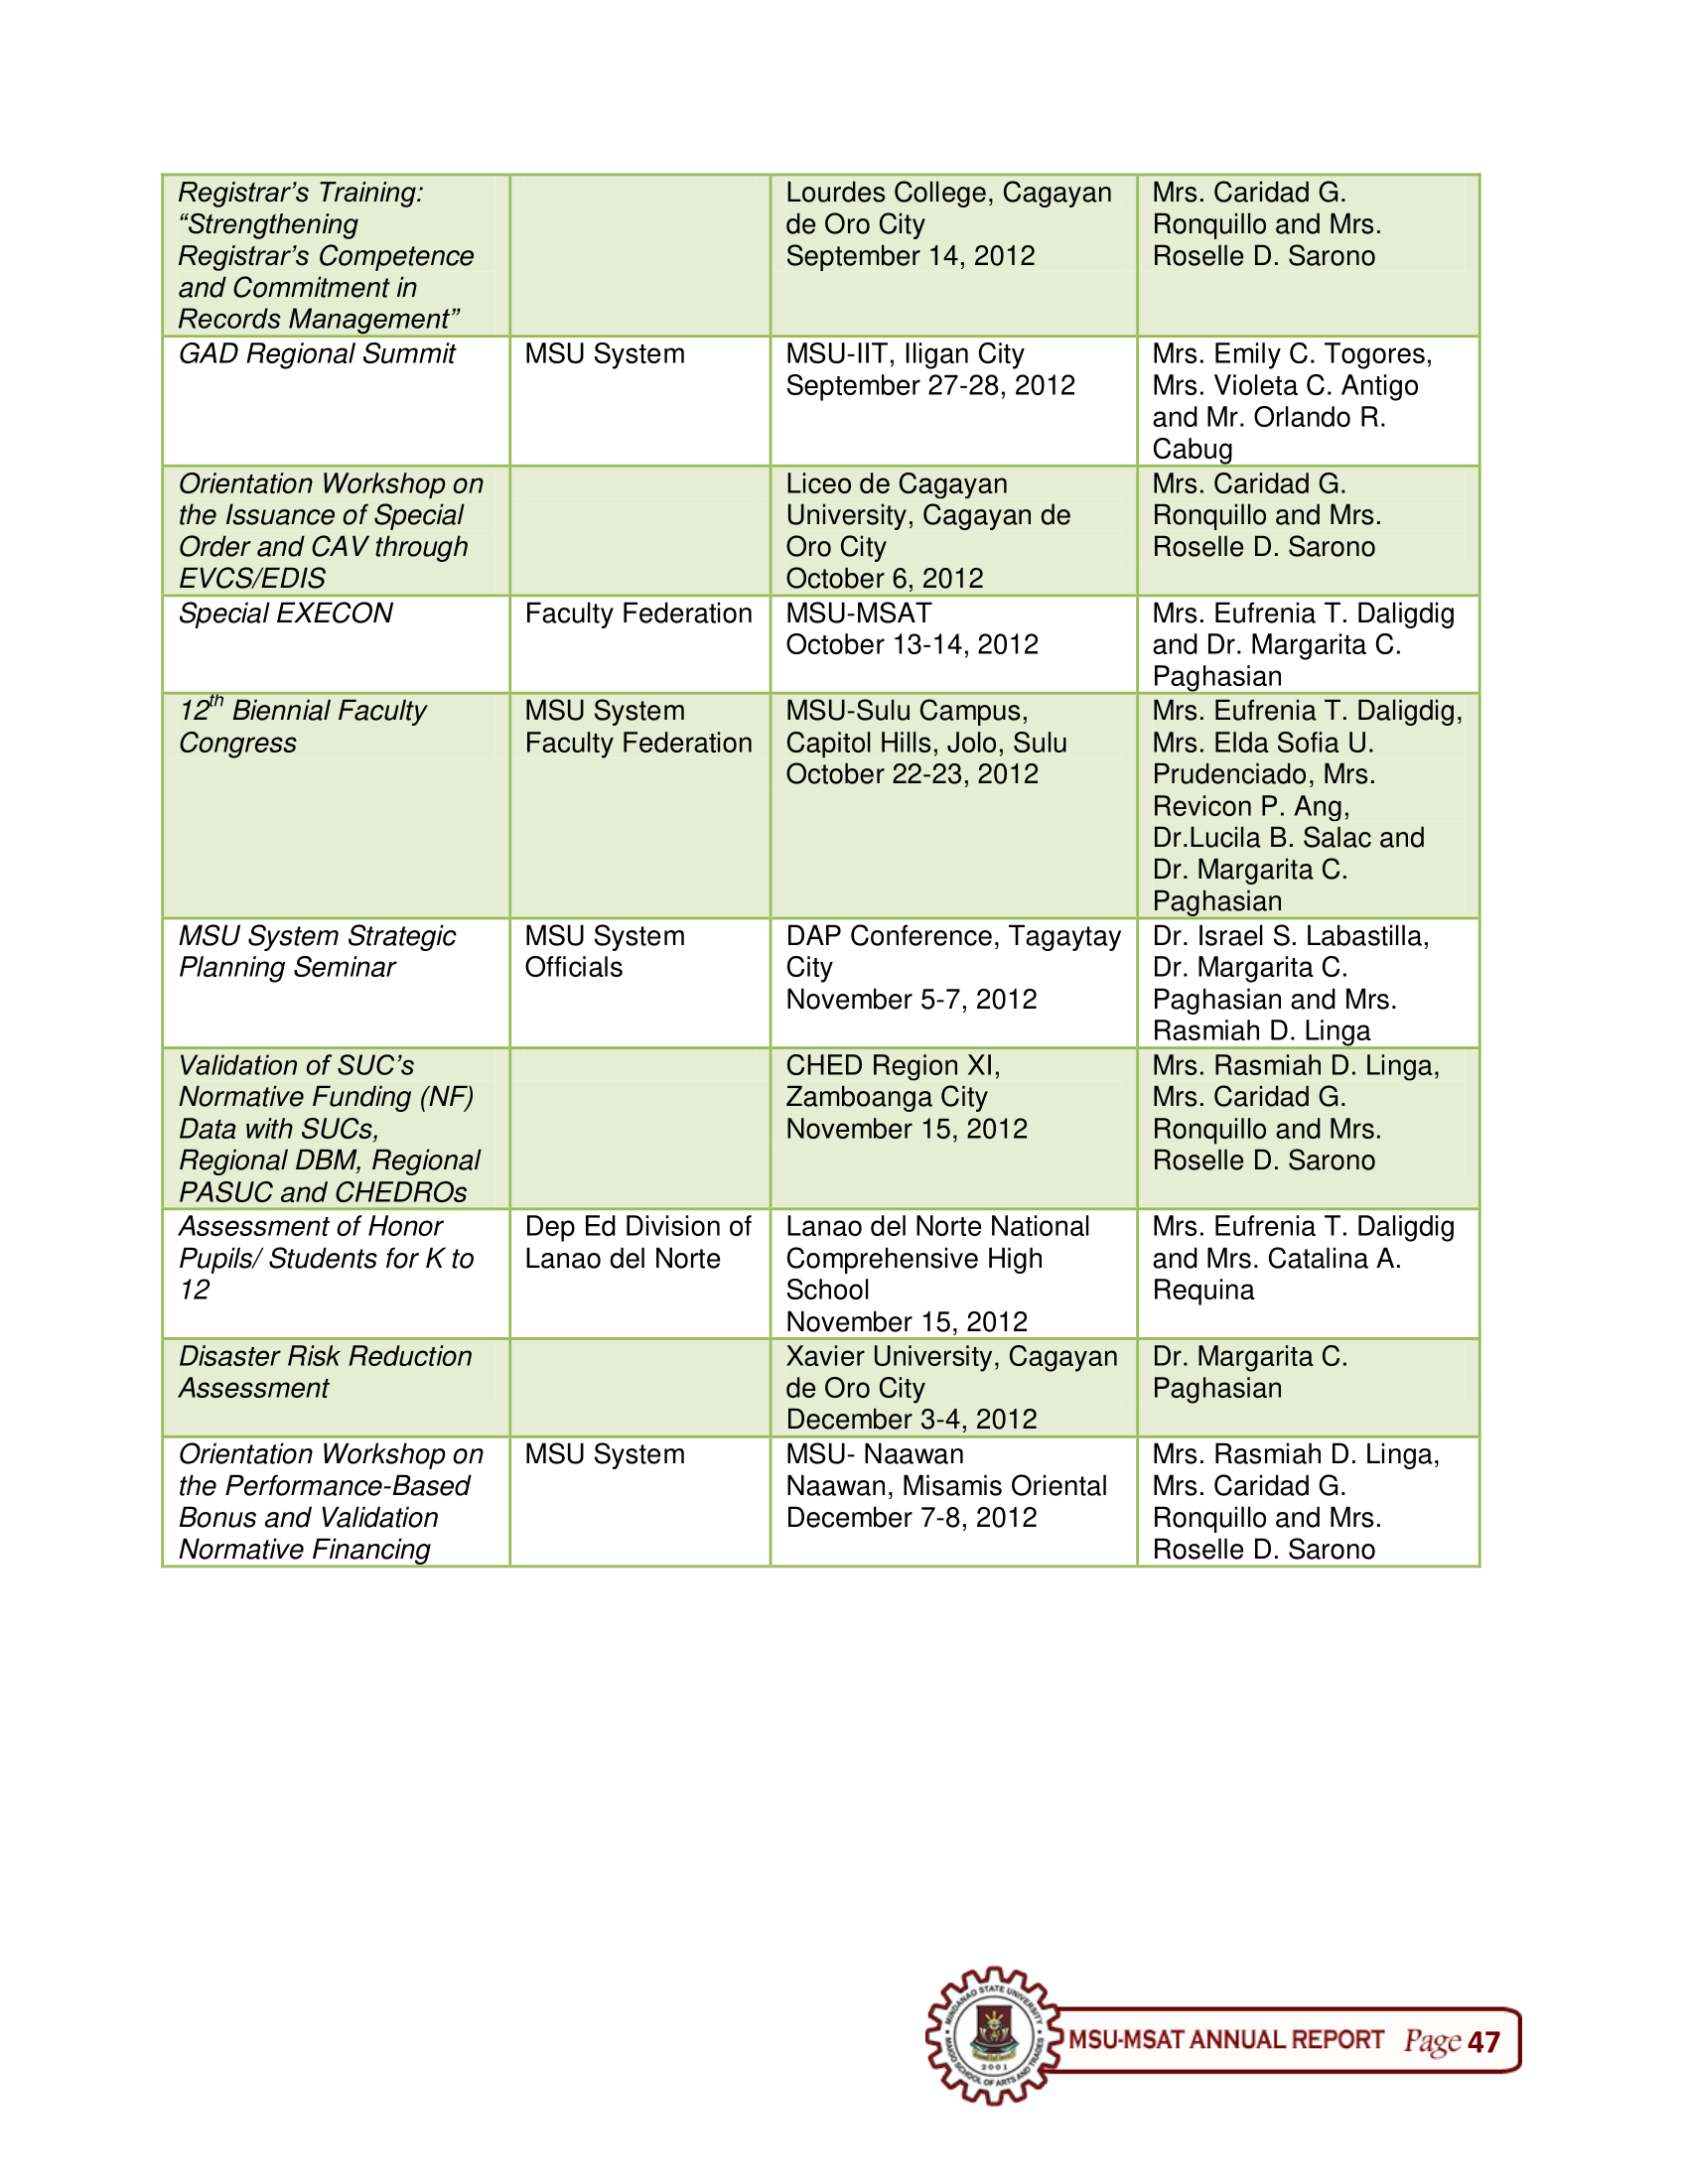 Registrar’s Training:
“Strengthening
Registrar’s Competence
and Commitment in
Records Management”
Lourdes College, Cagayan
de Oro City
September 14, 2012
Mrs. Caridad G.
Ronquillo and Mrs.
Roselle D. Sarono
GAD Regional Summit
MSU System
MSU-IIT, Iligan City
September 27-28, 2012
Mrs. Emily C. Togores,
Mrs. Violeta C. Antigo
and Mr. Orlando R.
Cabug
Orientation Workshop on
the Issuance of Special
Order and CAV through
EVCS/EDIS
Liceo de Cagayan
University, Cagayan de
Oro City
October 6, 2012
Mrs. Caridad G.
Ronquillo and Mrs.
Roselle D. Sarono
Special EXECON
Faculty Federation
MSU-MSAT
October 13-14, 2012
Mrs. Eufrenia T. Daligdig
and Dr. Margarita C.
Paghasian
12th Biennial Faculty
Congress
MSU System
Faculty Federation
MSU-Sulu Campus,
Capitol Hills, Jolo, Sulu
October 22-23, 2012
Mrs. Eufrenia T. Daligdig,
Mrs. Elda Sofia U.
Prudenciado, Mrs.
Revicon P. Ang,
Dr.Lucila B. Salac and
Dr. Margarita C.
Paghasian
MSU System Strategic
Planning Seminar
MSU System
Officials
DAP Conference, Tagaytay
City
November 5-7, 2012
Dr. Israel S. Labastilla,
Dr. Margarita C.
Paghasian and Mrs.
Rasmiah D. Linga
Validation of SUC’s
Normative Funding (NF)
Data with SUCs,
Regional DBM, Regional
PASUC and CHEDROs
CHED Region XI,
Zamboanga City
November 15, 2012
Mrs. Rasmiah D. Linga,
Mrs. Caridad G.
Ronquillo and Mrs.
Roselle D. Sarono
Assessment of Honor
Pupils/ Students for K to
12
Dep Ed Division of
Lanao del Norte
Lanao del Norte National
Comprehensive High
School
November 15, 2012
Mrs. Eufrenia T. Daligdig
and Mrs. Catalina A.
Requina
Disaster Risk Reduction
Assessment
Xavier University, Cagayan
de Oro City
December 3-4, 2012
Dr. Margarita C.
Paghasian
Orientation Workshop on
the Performance-Based
Bonus and Validation
Normative Financing
MSU System
MSU- Naawan
Naawan, Misamis Oriental
December 7-8, 2012
Mrs. Rasmiah D. Linga,
Mrs. Caridad G.
Ronquillo and Mrs.
Roselle D. Sarono
MINDANAO STATE UNIVERSITY
2001
MAIGO SCHOOL OF ARTS AND TRADES
MSU-MSAT ANNUAL REPORT Page 47